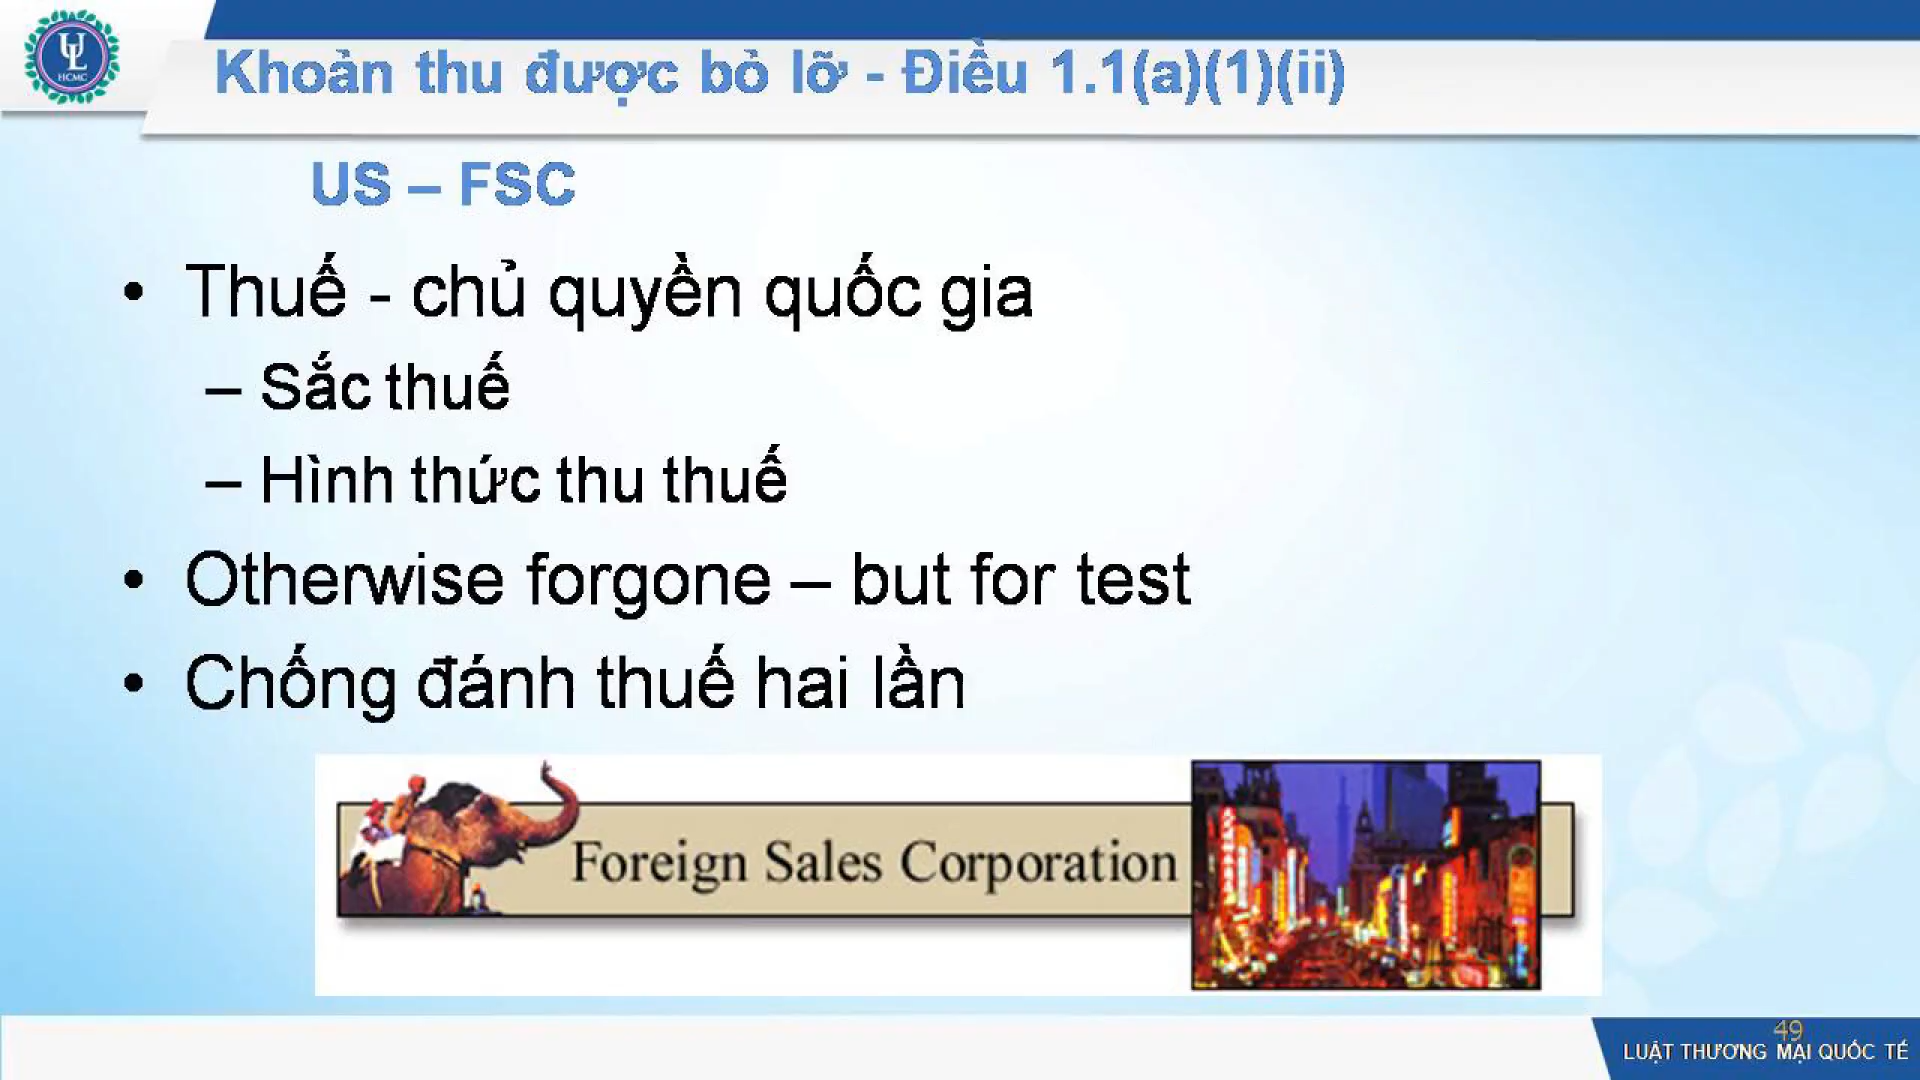 UL
HCMC
Khoản thu được bỏ lỡ - Điều 1.1(a)(1)(ii)
US – FSC
• Thuế - chủ quyền quốc gia
– Sắc thuế
– Hình thức thu thuế
• Otherwise forgone – but for test
• Chống đánh thuế hai lần
Foreign Sales Corporation
49
LUẬT THƯƠNG MẠI QUỐC TẾ